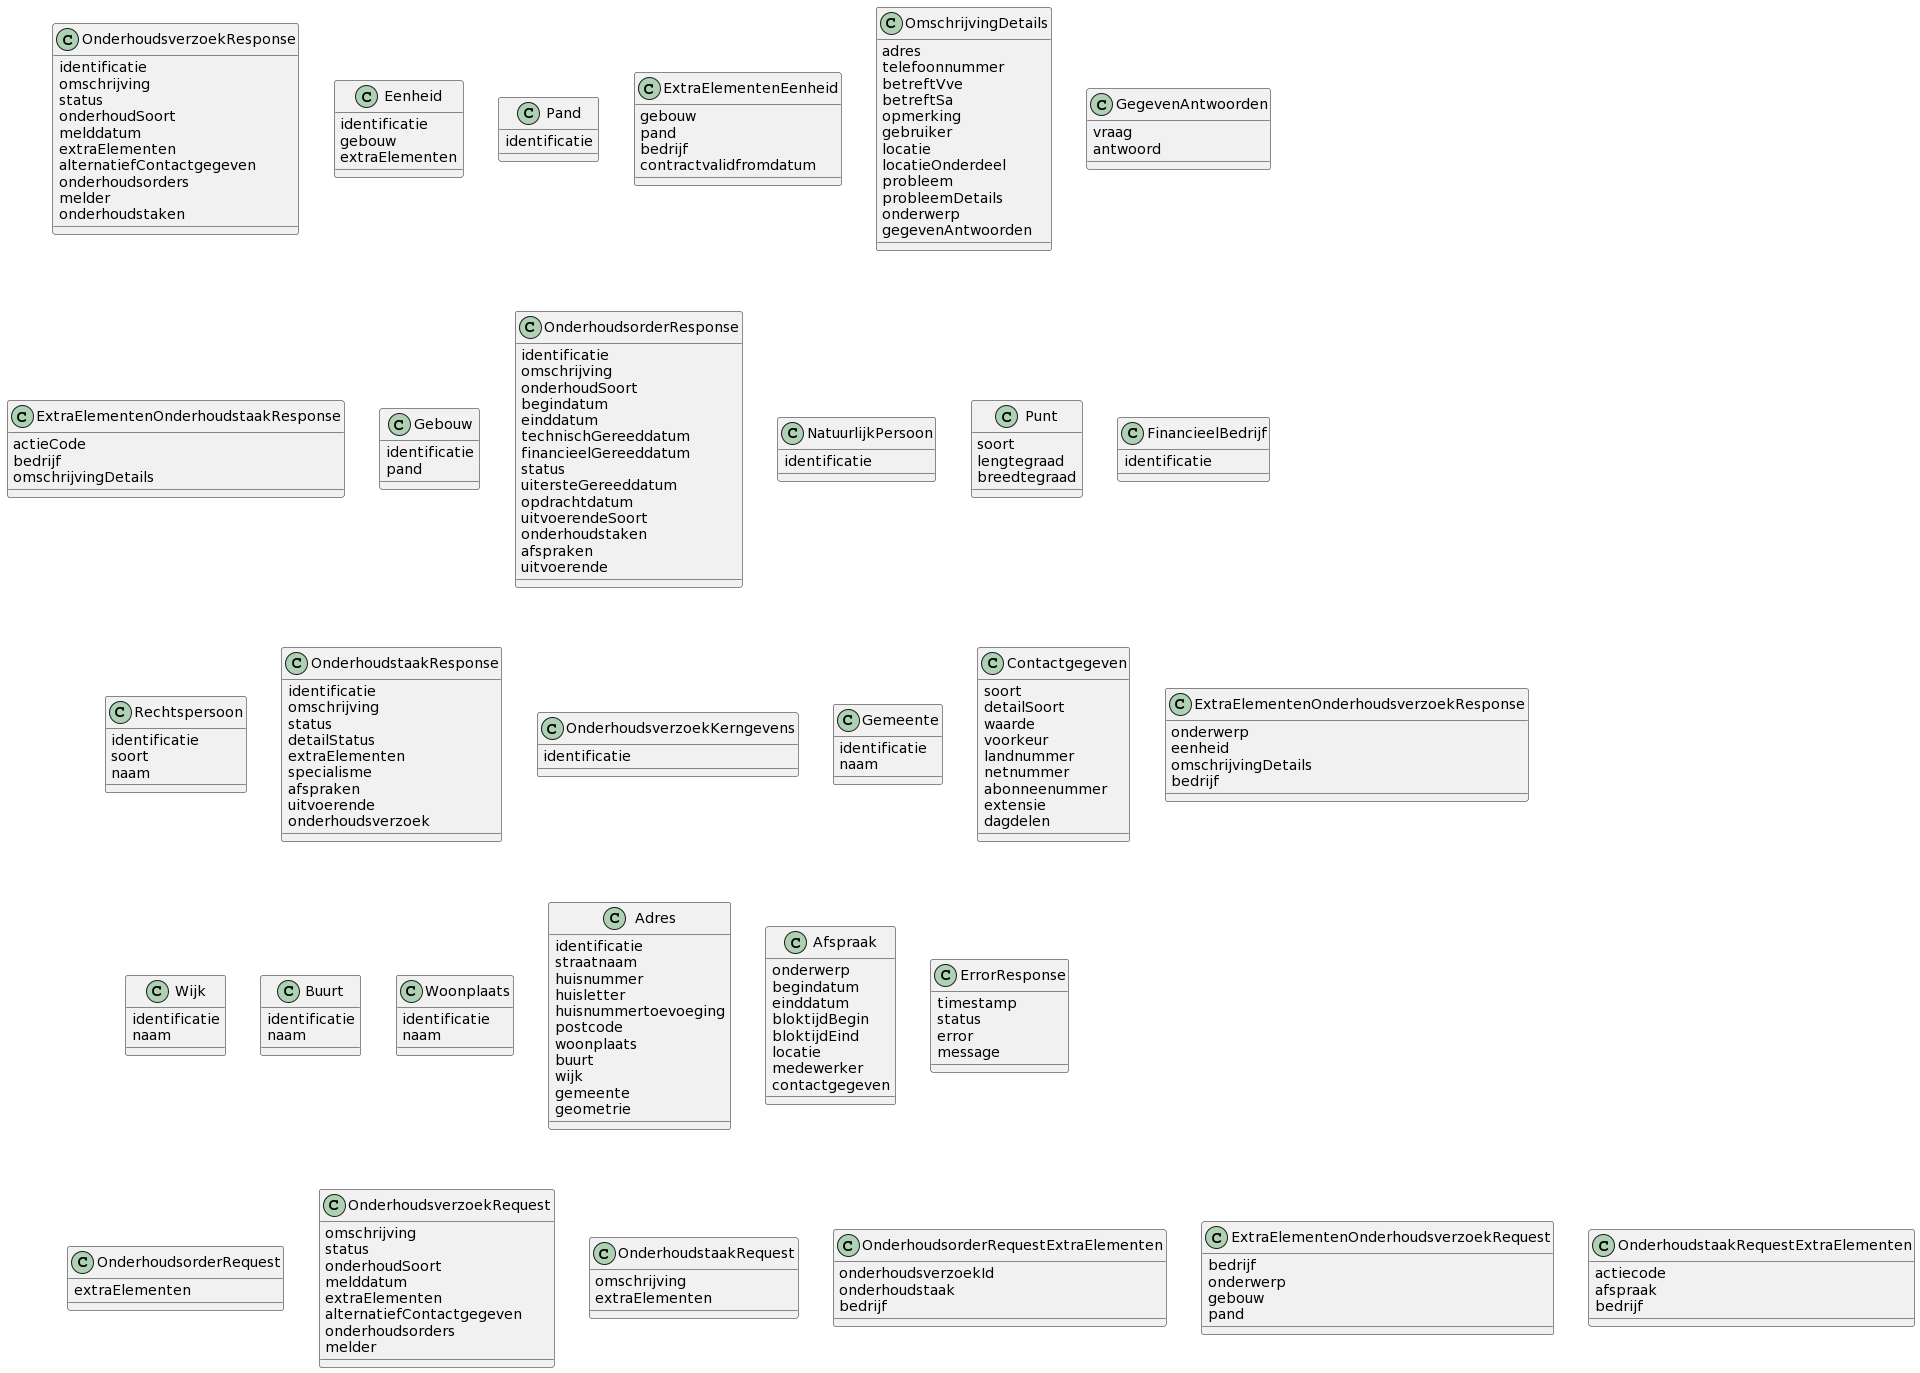 OnderhoudsverzoekResponse
identificatie
omschrijving
status
onderhoudSoort
melddatum
extraElementen
alternatiefContactgegeven
onderhoudsorders
melder
onderhoudstaken
Eenheid
identificatie
gebouw
extraElementen
Pand
identificatie
ExtraElementenEenheid
gebouw
pand
bedrijf
contractvalidfromdatum
OmschrijvingDetails
adres
telefoonnummer
betreftVve
betreftSa
opmerking
gebruiker
locatie
locatieOnderdeel
probleem
probleemDetails
onderwerp
gegevenAntwoorden
GegevenAntwoorden
vraag
antwoord
ExtraElementenOnderhoudstaakResponse
actieCode
bedrijf
omschrijvingDetails
Gebouw
identificatie
pand
OnderhoudsorderResponse
identificatie
omschrijving
onderhoudSoort
begindatum
einddatum
technischGereeddatum
financieelGereeddatum
status
uitersteGereeddatum
opdrachtdatum
uitvoerendeSoort
onderhoudstaken
afspraken
uitvoerende
NatuurlijkPersoon
identificatie
Punt
soort
lengtegraad
breedtegraad
FinancieelBedrijf
identificatie
Rechtspersoon
identificatie
soort
naam
OnderhoudstaakResponse
identificatie
omschrijving
status
detailStatus
extraElementen
specialisme
afspraken
uitvoerende
onderhoudsverzoek
OnderhoudsverzoekKerngevens
identificatie
Gemeente
identificatie
naam
Contactgegeven
soort
detailSoort
waarde
voorkeur
landnummer
netnummer
abonneenummer
extensie
dagdelen
ExtraElementenOnderhoudsverzoekResponse
onderwerp
eenheid
omschrijvingDetails
bedrijf
Wijk
identificatie
naam
Buurt
identificatie
naam
Woonplaats
identificatie
naam
Adres
identificatie
straatnaam
huisnummer
huisletter
huisnummertoevoeging
postcode
woonplaats
buurt
wijk
gemeente
geometrie
Afspraak
onderwerp
begindatum
einddatum
bloktijdBegin
bloktijdEind
locatie
medewerker
contactgegeven
ErrorResponse
timestamp
status
error
message
OnderhoudsorderRequest
extraElementen
OnderhoudsverzoekRequest
omschrijving
status
onderhoudSoort
melddatum
extraElementen
alternatiefContactgegeven
onderhoudsorders
melder
OnderhoudstaakRequest
omschrijving
extraElementen
OnderhoudsorderRequestExtraElementen
onderhoudsverzoekId
onderhoudstaak
bedrijf
ExtraElementenOnderhoudsverzoekRequest
bedrijf
onderwerp
gebouw
pand
OnderhoudstaakRequestExtraElementen
actiecode
afspraak
bedrijf